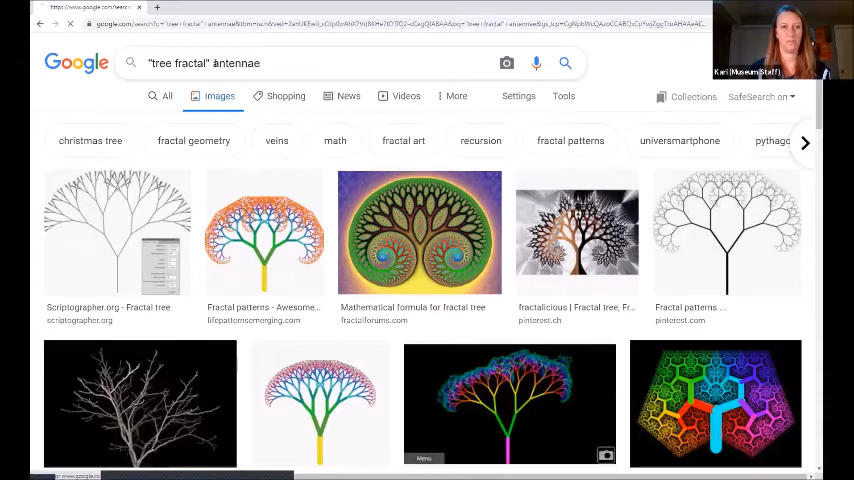 Google
"tree fractal" antennae
All Images Shopping News Videos More Settings Tools Collections SafeSearch on
christmas tree fractal geometry veins math fractal art recursion fractal patterns universmartphone pythago
Scriptographer.org - Fractal tree
scriptographer.org
Fractal patterns - Awesome...
lifepatternsemerging.com
Mathematical formula for fractal tree
fractalforums.com
fractalicious | Fractal tree, Fr...
pinterest.ch
Fractal patterns ...
pinterest.com
Menu
Kari (Museum Staff)